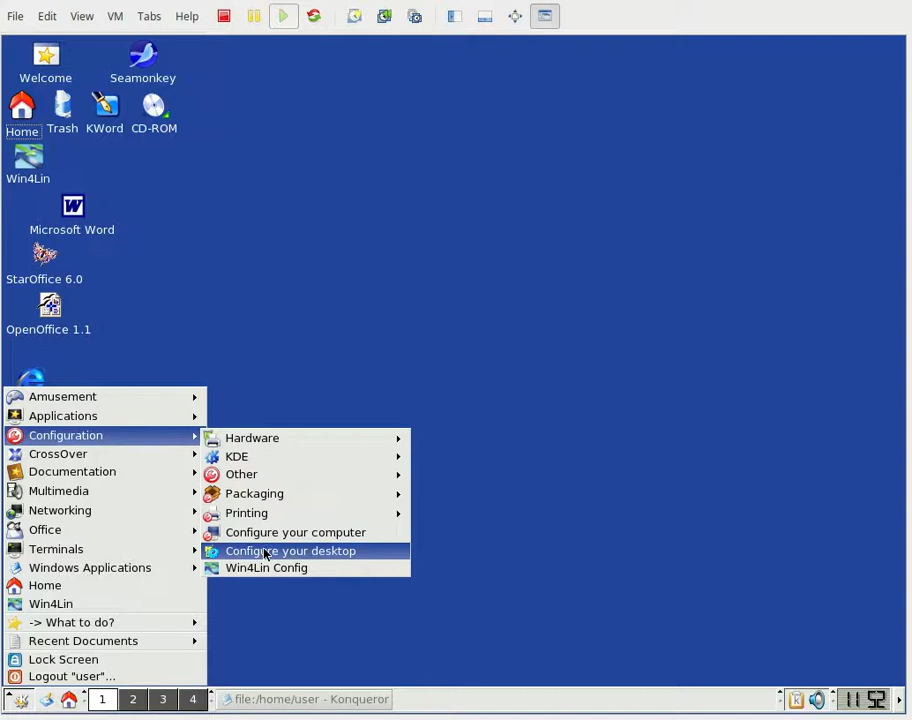 File Edit View VM Tabs Help
Welcome Seamonkey
Home Trash KWord CD-ROM
Win4Lin
W
Microsoft Word
StarOffice 6.0
OpenOffice 1.1
Amusement
Applications
Configuration
CrossOver
Documentation
Multimedia
Networking
Office
Terminals
Windows Applications
Home
Win4Lin
-> What to do?
Recent Documents
Lock Screen
Logout "user"...
Hardware
KDE
Other
Packaging
Printing
Configure your computer
Configure your desktop
Win4Lin Config
1 2 3 4 file:/home/user - Konqueror 11 52